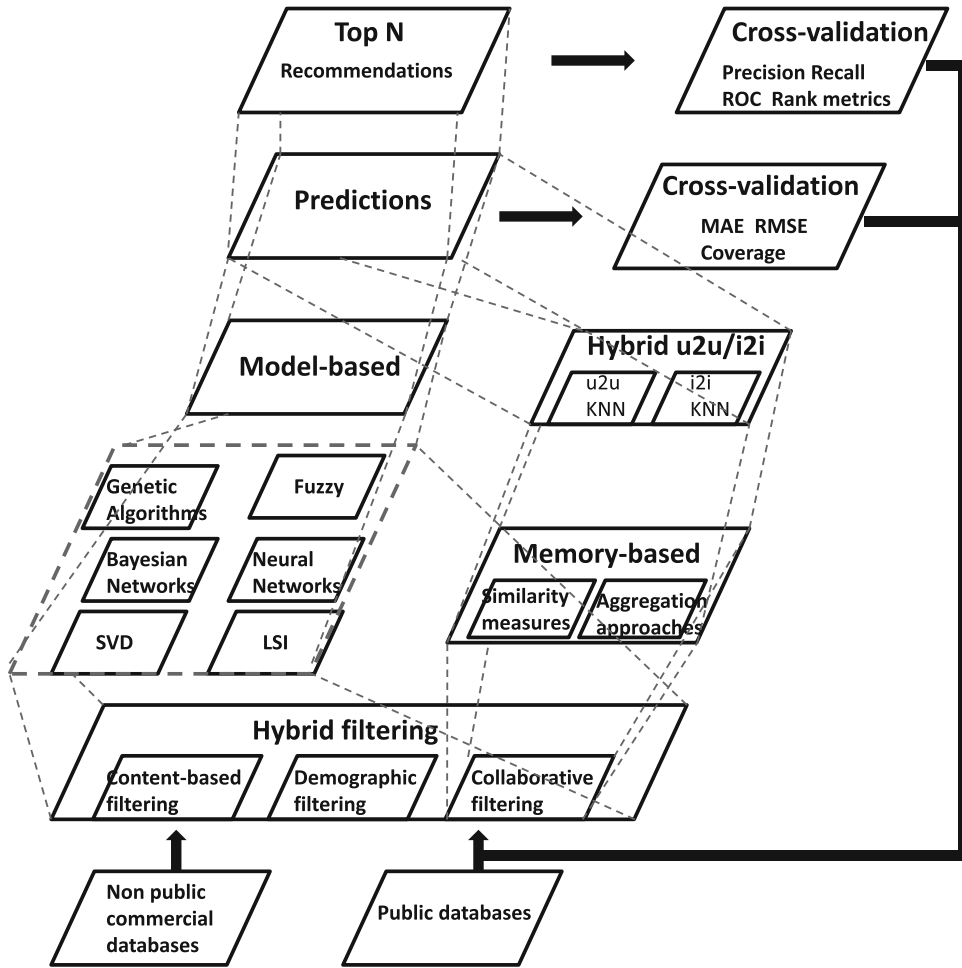 Top N
Recommendations
Cross-validation
Precision Recall
ROC Rank metrics
Predictions
Cross-validation
MAE RMSE
Coverage
Model-based
Hybrid u2u/i2i
u2u
KNN
i2i
KNN
Genetic
Algorithms
Fuzzy
Bayesian
Networks
Neural
Networks
SVD
LSI
Memory-based
Similarity
measures
Aggregation
approaches
Hybrid filtering
Content-based
filtering
Demographic
filtering
Collaborative
filtering
Non public
commercial
databases
Public databases